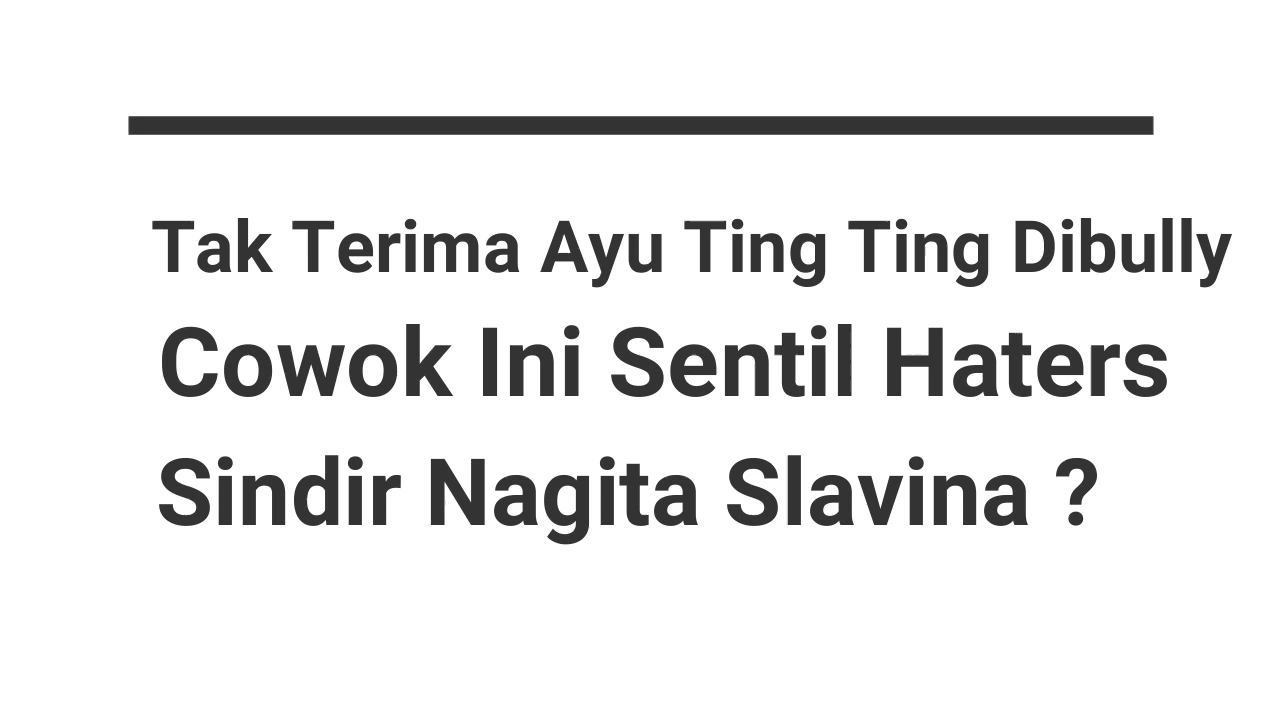 Tak Terima Ayu Ting Ting Dibully
Cowok Ini Sentil Haters
Sindir Nagita Slavina ?